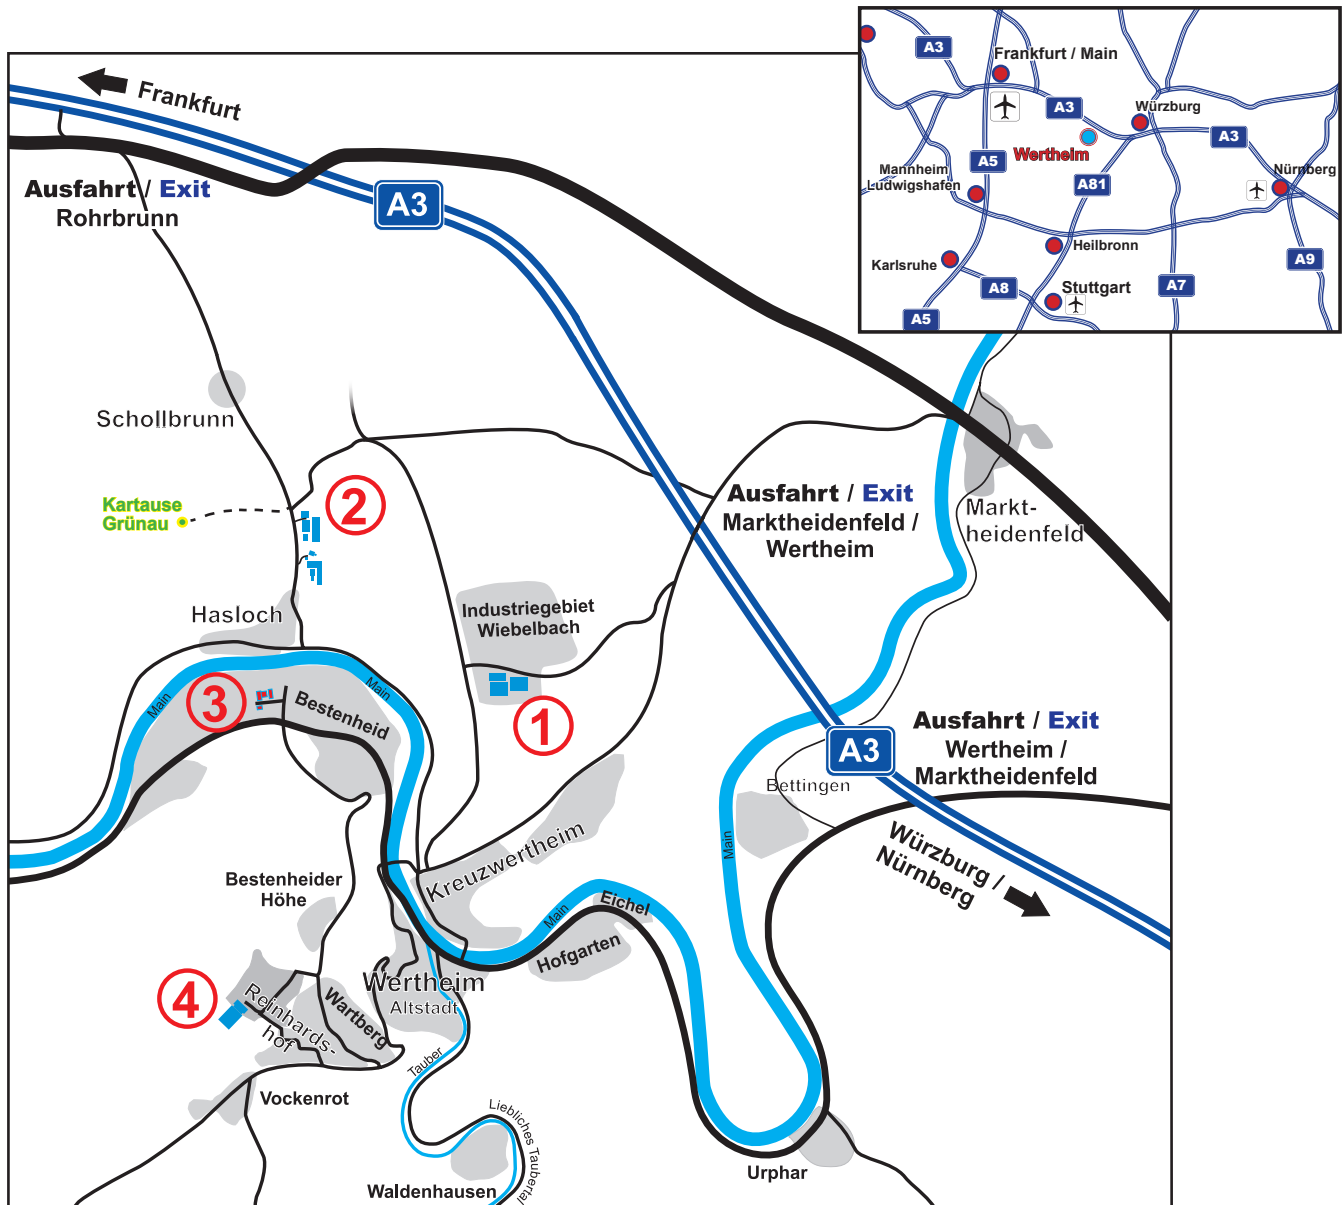 A3
Frankfurt / Main
A3
Würzburg
A3
Wertheim
A5
Mannheim
Ludwigshafen
Nürnberg
A81
Heilbronn
Karlsruhe
A9
A8
Stuttgart
A7
A5
Frankfurt
Ausfahrt / Exit
Rohrbrunn
A3
Schollbrunn
Kartause
Grünau
2
Ausfahrt / Exit
Marktheidenfeld /
Wertheim
Markt-
heidenfeld
Hasloch
Industriegebiet
Wiebelbach
Main
Main
3
Bestenheid
1
Ausfahrt / Exit
Wertheim /
Marktheidenfeld
A3
Bettingen
Main
Würzburg /
Nürnberg
Kreuzwertheim
Bestenheider
Höhe
Main
Eichel
Hofgarten
Wertheim
Altstadt
4
Reinhards-
hof
Wartberg
Tauber
Vockenrot
Liebliches Taubertal
Waldenhausen
Urphar